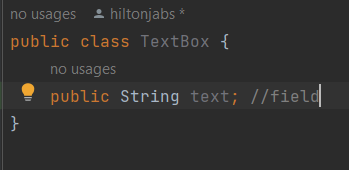 no usages hiltonjabs *
public class TextBox {
no usages
public String text; //field
}